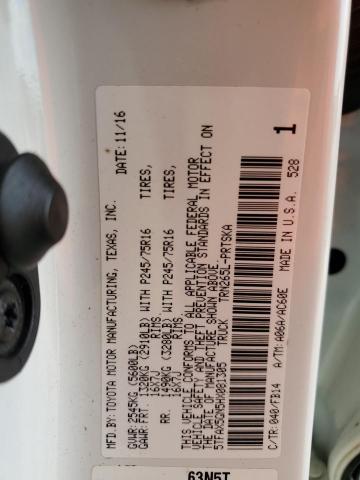 MFD.BY:TOYOTA MOTOR MANUFACTURING, TEXAS, INC. DATE: 11/16
GVWR:2545KG (5600LB)
GAWR:FRT. 1320KG (2910LB) WITH P245/75R16 TIRES,
16X7J RIMS
RR. 1490KG (3280LB) WITH P245/75R16 TIRES,
16X7J RIMS
THIS VEHICLE CONFORMS TO ALL APPLICABLE FEDERAL MOTOR
VEHICLE SAFETY AND THEFT PREVENTION STANDARDS IN EFFECT ON
THE DATE OF MANUFACTURE SHOWN ABOVE.
TRUCK TRN265L-PRTSKA
C/TR:040/FB14 A/TM:A06A/AC60E MADE IN U.S.A. 528
1
63N5T